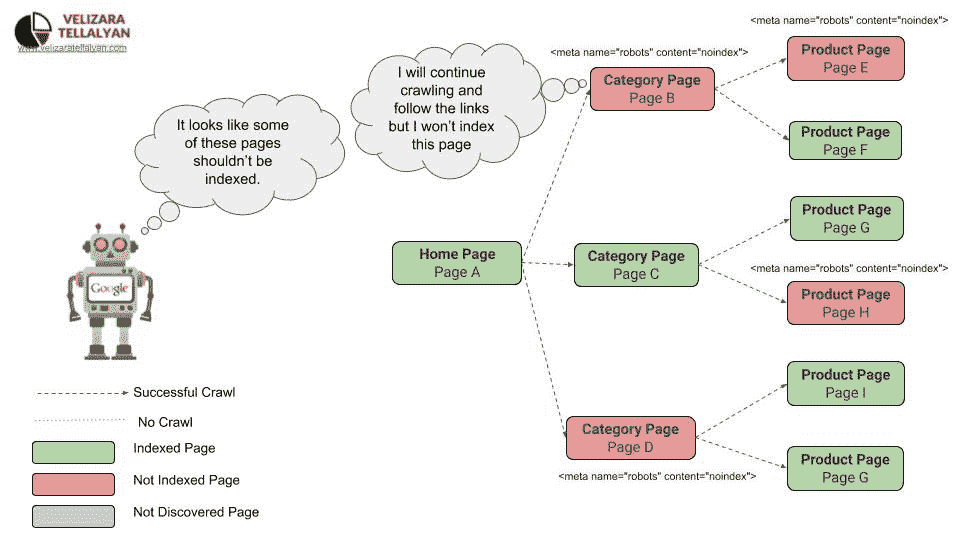 VELIZARA
TELLALYAN
www.velizaratellalyan.com
It looks like some
of these pages
shouldn't be
indexed.
I will continue
crawling and
follow the links
but I won't index
this page
<meta name="robots" content="noindex">
Category Page
Page B
<meta name="robots" content="noindex">
Product Page
Page E
Product Page
Page F
Google
Home Page
Page A
Category Page
Page C
Product Page
Page G
<meta name="robots" content="noindex">
Product Page
Page H
Category Page
Page D
<meta name="robots" content="noindex">
Product Page
Page I
Product Page
Page G
Successful Crawl
No Crawl
Indexed Page
Not Indexed Page
Not Discovered Page